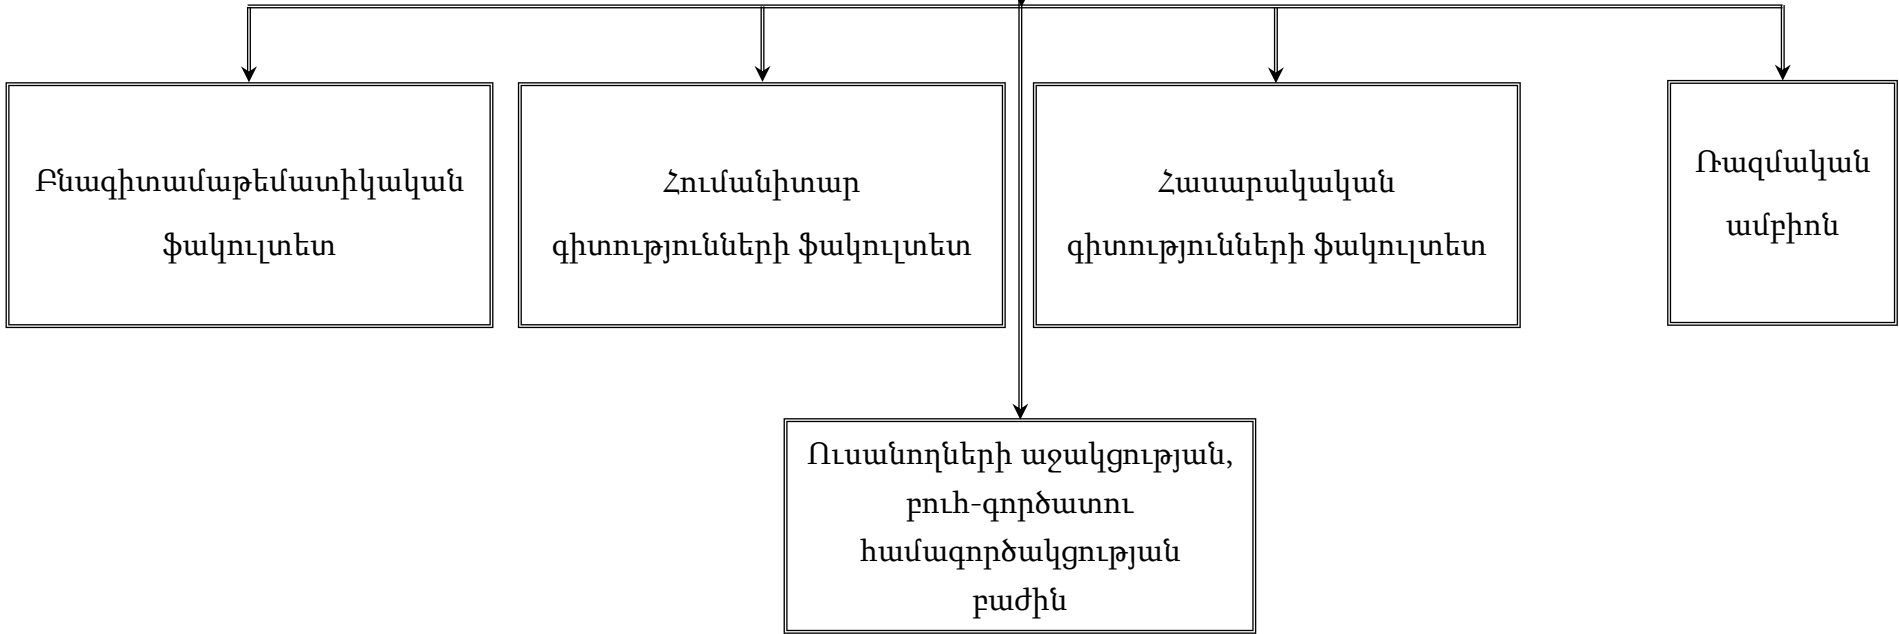 Բնագիտամաթեմատիկական
ֆակուլտետ
Հումանիտար
գիտությունների ֆակուլտետ
Հասարակական
գիտությունների ֆակուլտետ
Ռազմական
ամբիոն
Ուսանողների աջակցության,
բուհ-գործատու
համագործակցության
բաժին